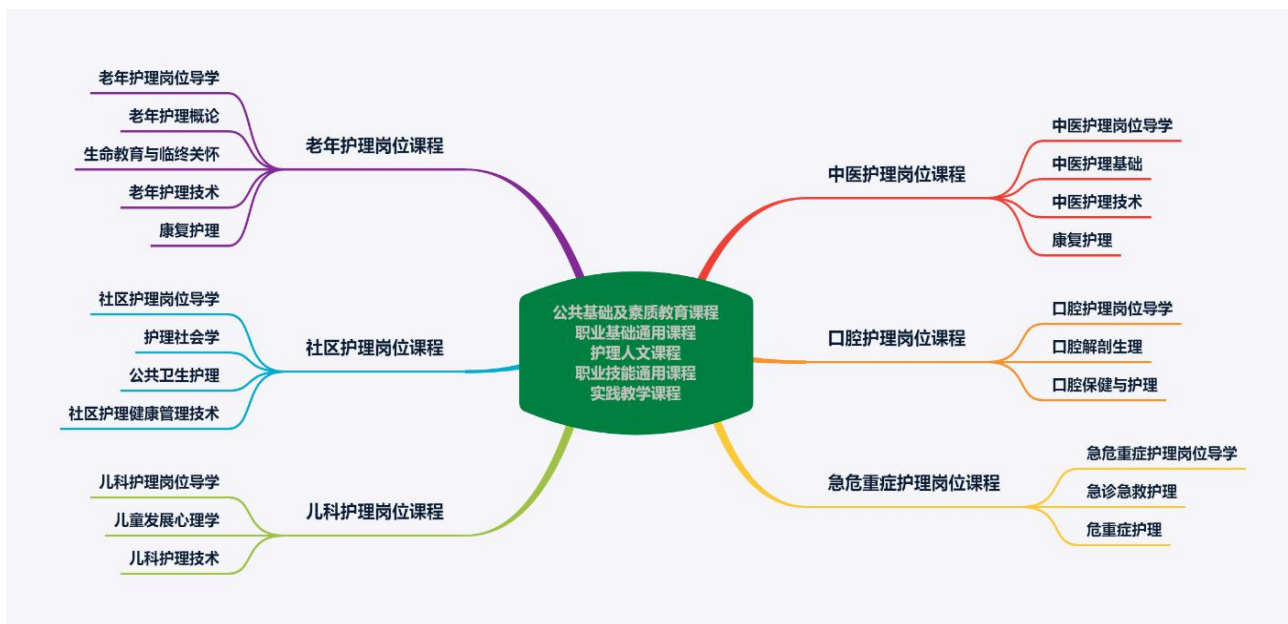 老年护理岗位导学
老年护理概论
生命教育与临终关怀
老年护理技术
康复护理
老年护理岗位课程
社区护理岗位导学
护理社会学
公共卫生护理
社区护理健康管理技术
社区护理岗位课程
儿科护理岗位导学
儿童发展心理学
儿科护理技术
儿科护理岗位课程
公共基础及素质教育课程
职业基础通用课程
护理人文课程
职业技能通用课程
实践教学课程
中医护理岗位课程
中医护理岗位导学
中医护理基础
中医护理技术
康复护理
口腔护理岗位课程
口腔护理岗位导学
口腔解剖生理
口腔保健与护理
急危重症护理岗位课程
急危重症护理岗位导学
急诊急救护理
危重症护理